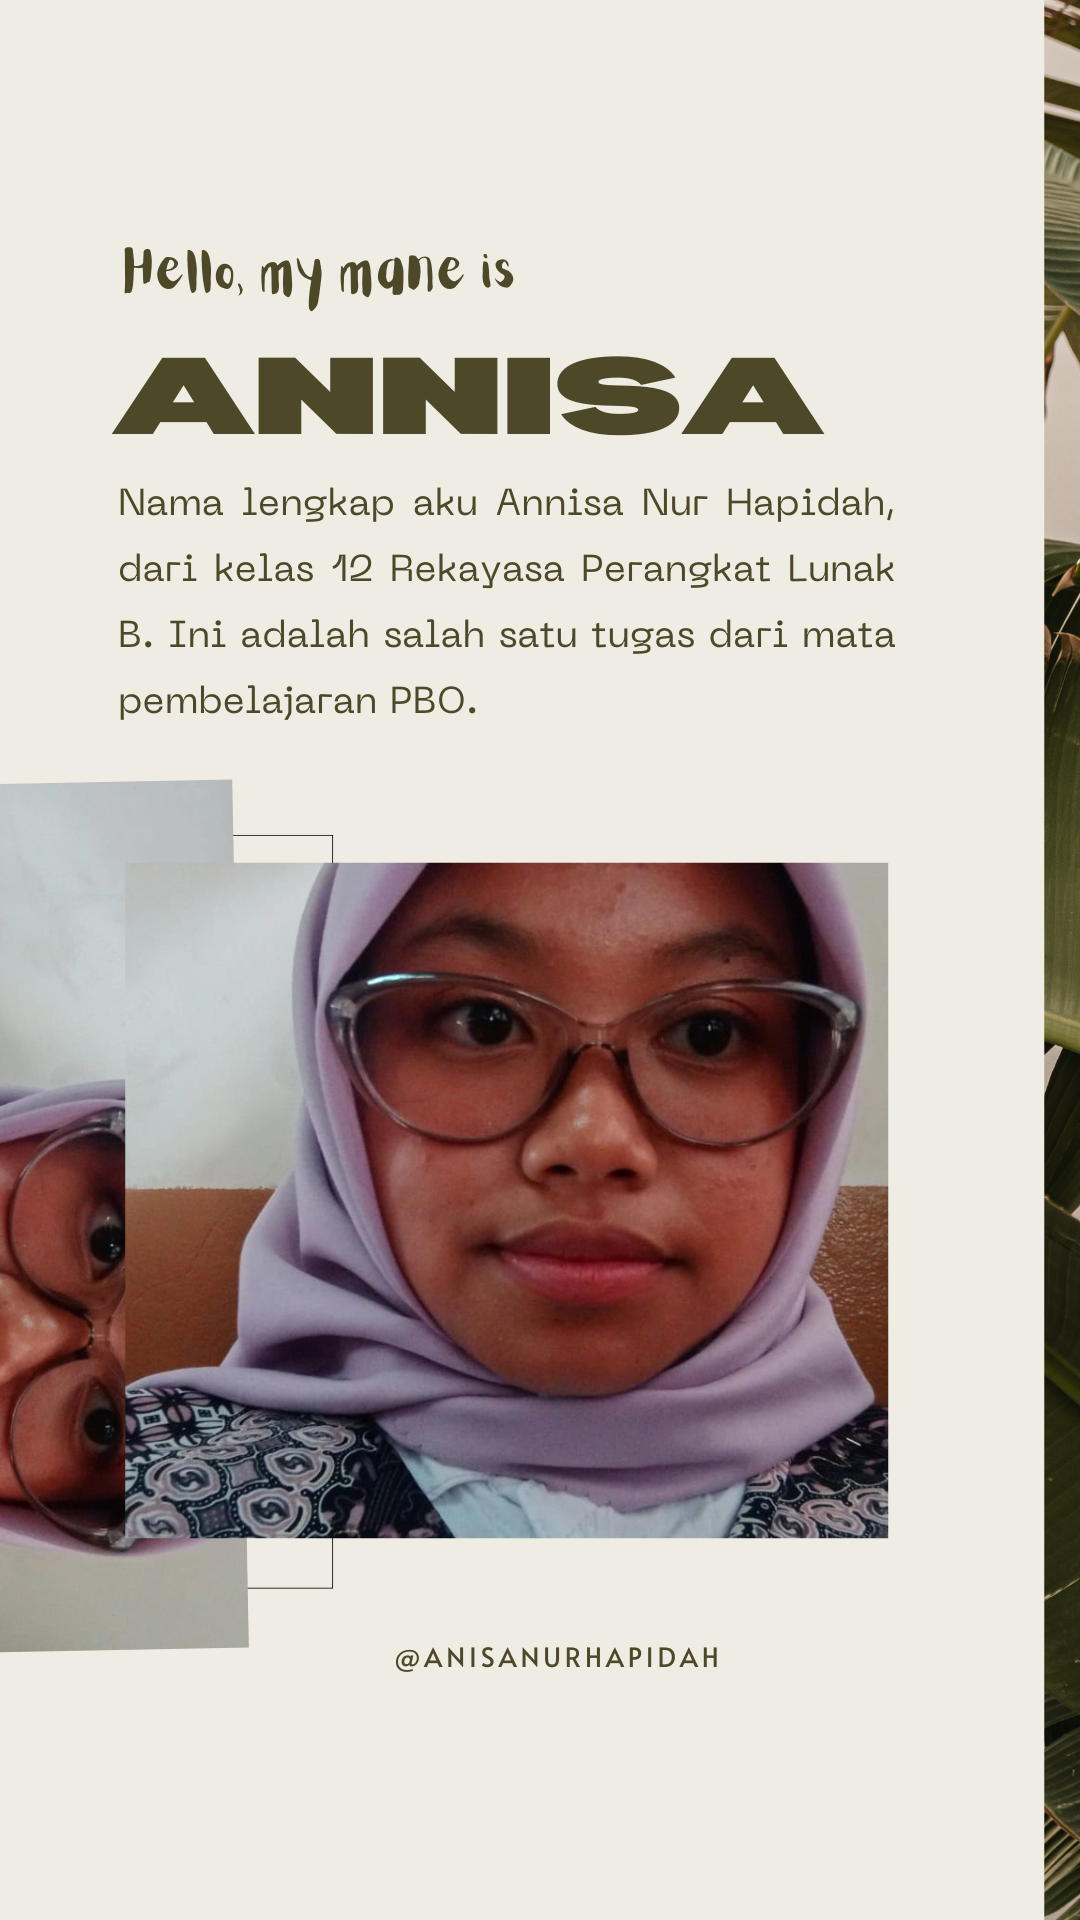 Hello, my mane is
ANNISA
Nama lengkap aku Annisa Nur Hapidah,
dari kelas 12 Rekayasa Perangkat Lunak
B. Ini adalah salah satu tugas dari mata
pembelajaran PBO.
@ANISANURHAPIDAH